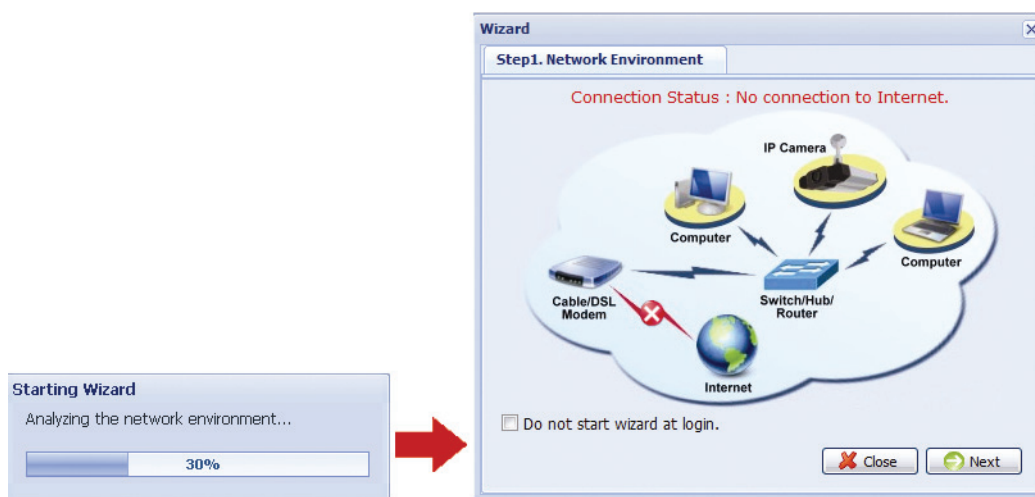 Starting Wizard
Analyzing the network environment...
30%
Wizard
Step1. Network Environment
Connection Status : No connection to Internet.
IP Camera
Computer
Computer
Cable/DSL
Modem
Switch/Hub/
Router
Internet
Do not start wizard at login.
Close
Next